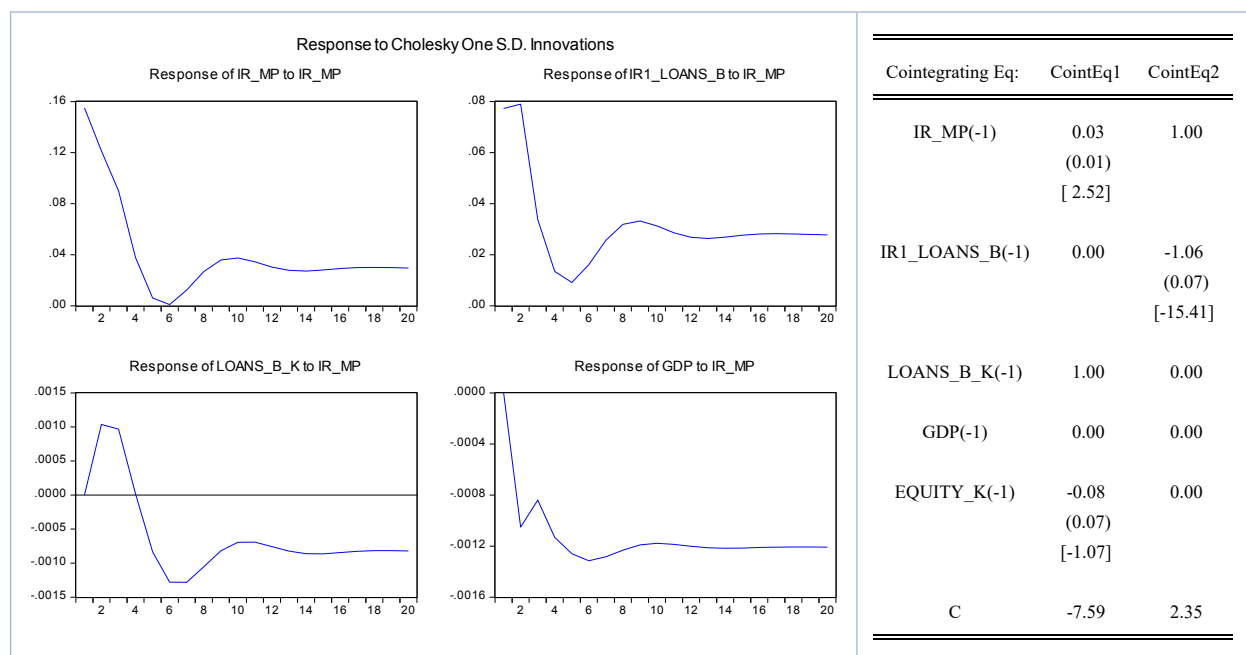 Response to Cholesky One S.D. Innovations
Response of IR_MP to IR_MP
.16
.12
.08
.04
.00
2 4 6 8 10 12 14 16 18 20
Response of IR1_LOANS_B to IR_MP
.08
.06
.04
.02
.00
2 4 6 8 10 12 14 16 18 20
Response of LOANS_B_K to IR_MP
.0015
.0010
.0005
.0000
-.0005
-.0010
-.0015
2 4 6 8 10 12 14 16 18 20
Response of GDP to IR_MP
.0000
-.0004
-.0008
-.0012
-.0016
2 4 6 8 10 12 14 16 18 20
Cointegrating Eq: CointEq1 CointEq2
IR_MP(-1) 0.03 1.00
(0.01)
[ 2.52]
IR1_LOANS_B(-1) 0.00 -1.06
(0.07)
[-15.41]
LOANS_B_K(-1) 1.00 0.00
GDP(-1) 0.00 0.00
EQUITY_K(-1) -0.08 0.00
(0.07)
[-1.07]
C -7.59 2.35